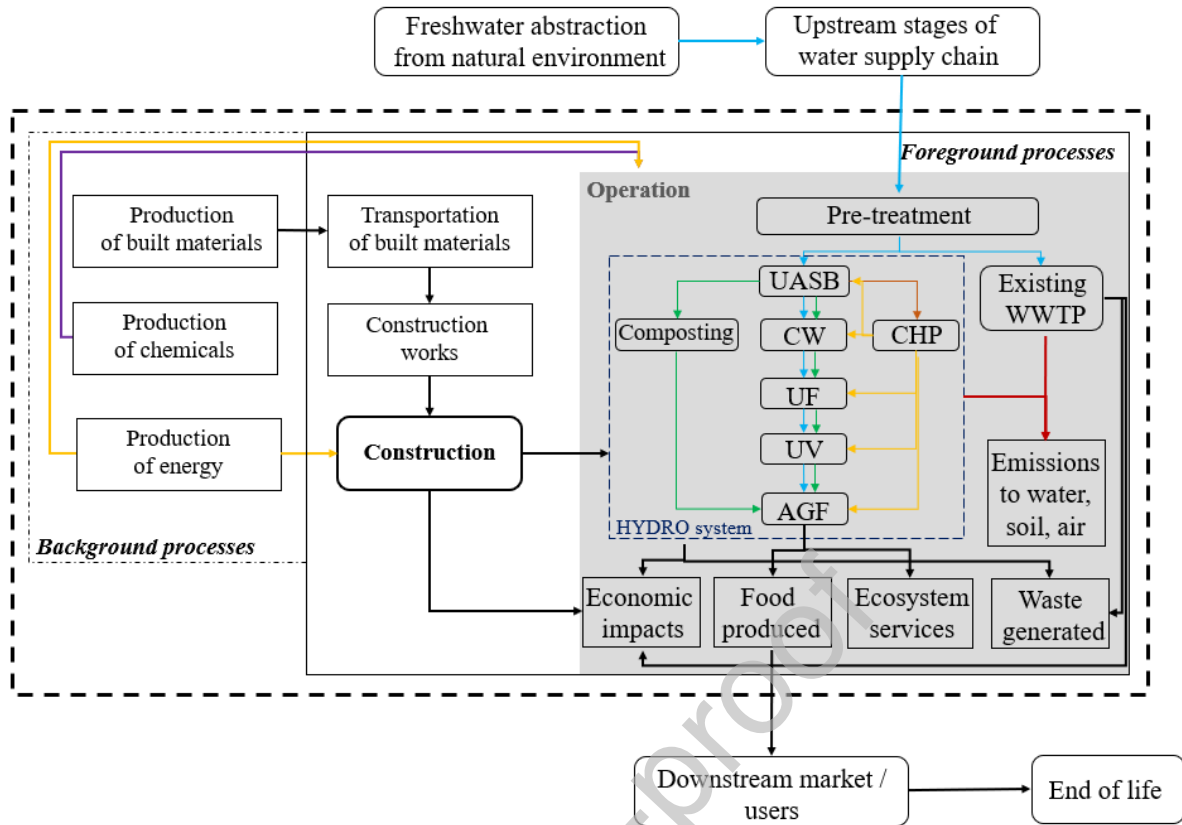 Freshwater abstraction
from natural environment
Upstream stages of
water supply chain
Foreground processes
Operation
Production
of built materials
Transportation
of built materials
Pre-treatment
UASB
Existing
WWTP
Production
of chemicals
Construction
works
Composting
CW
CHP
UF
Production
of energy
Construction
UV
Emissions
to water,
soil, air
AGF
HYDRO system
Background processes
Economic
impacts
Food
produced
Ecosystem
services
Waste
generated
Downstream market /
users
End of life